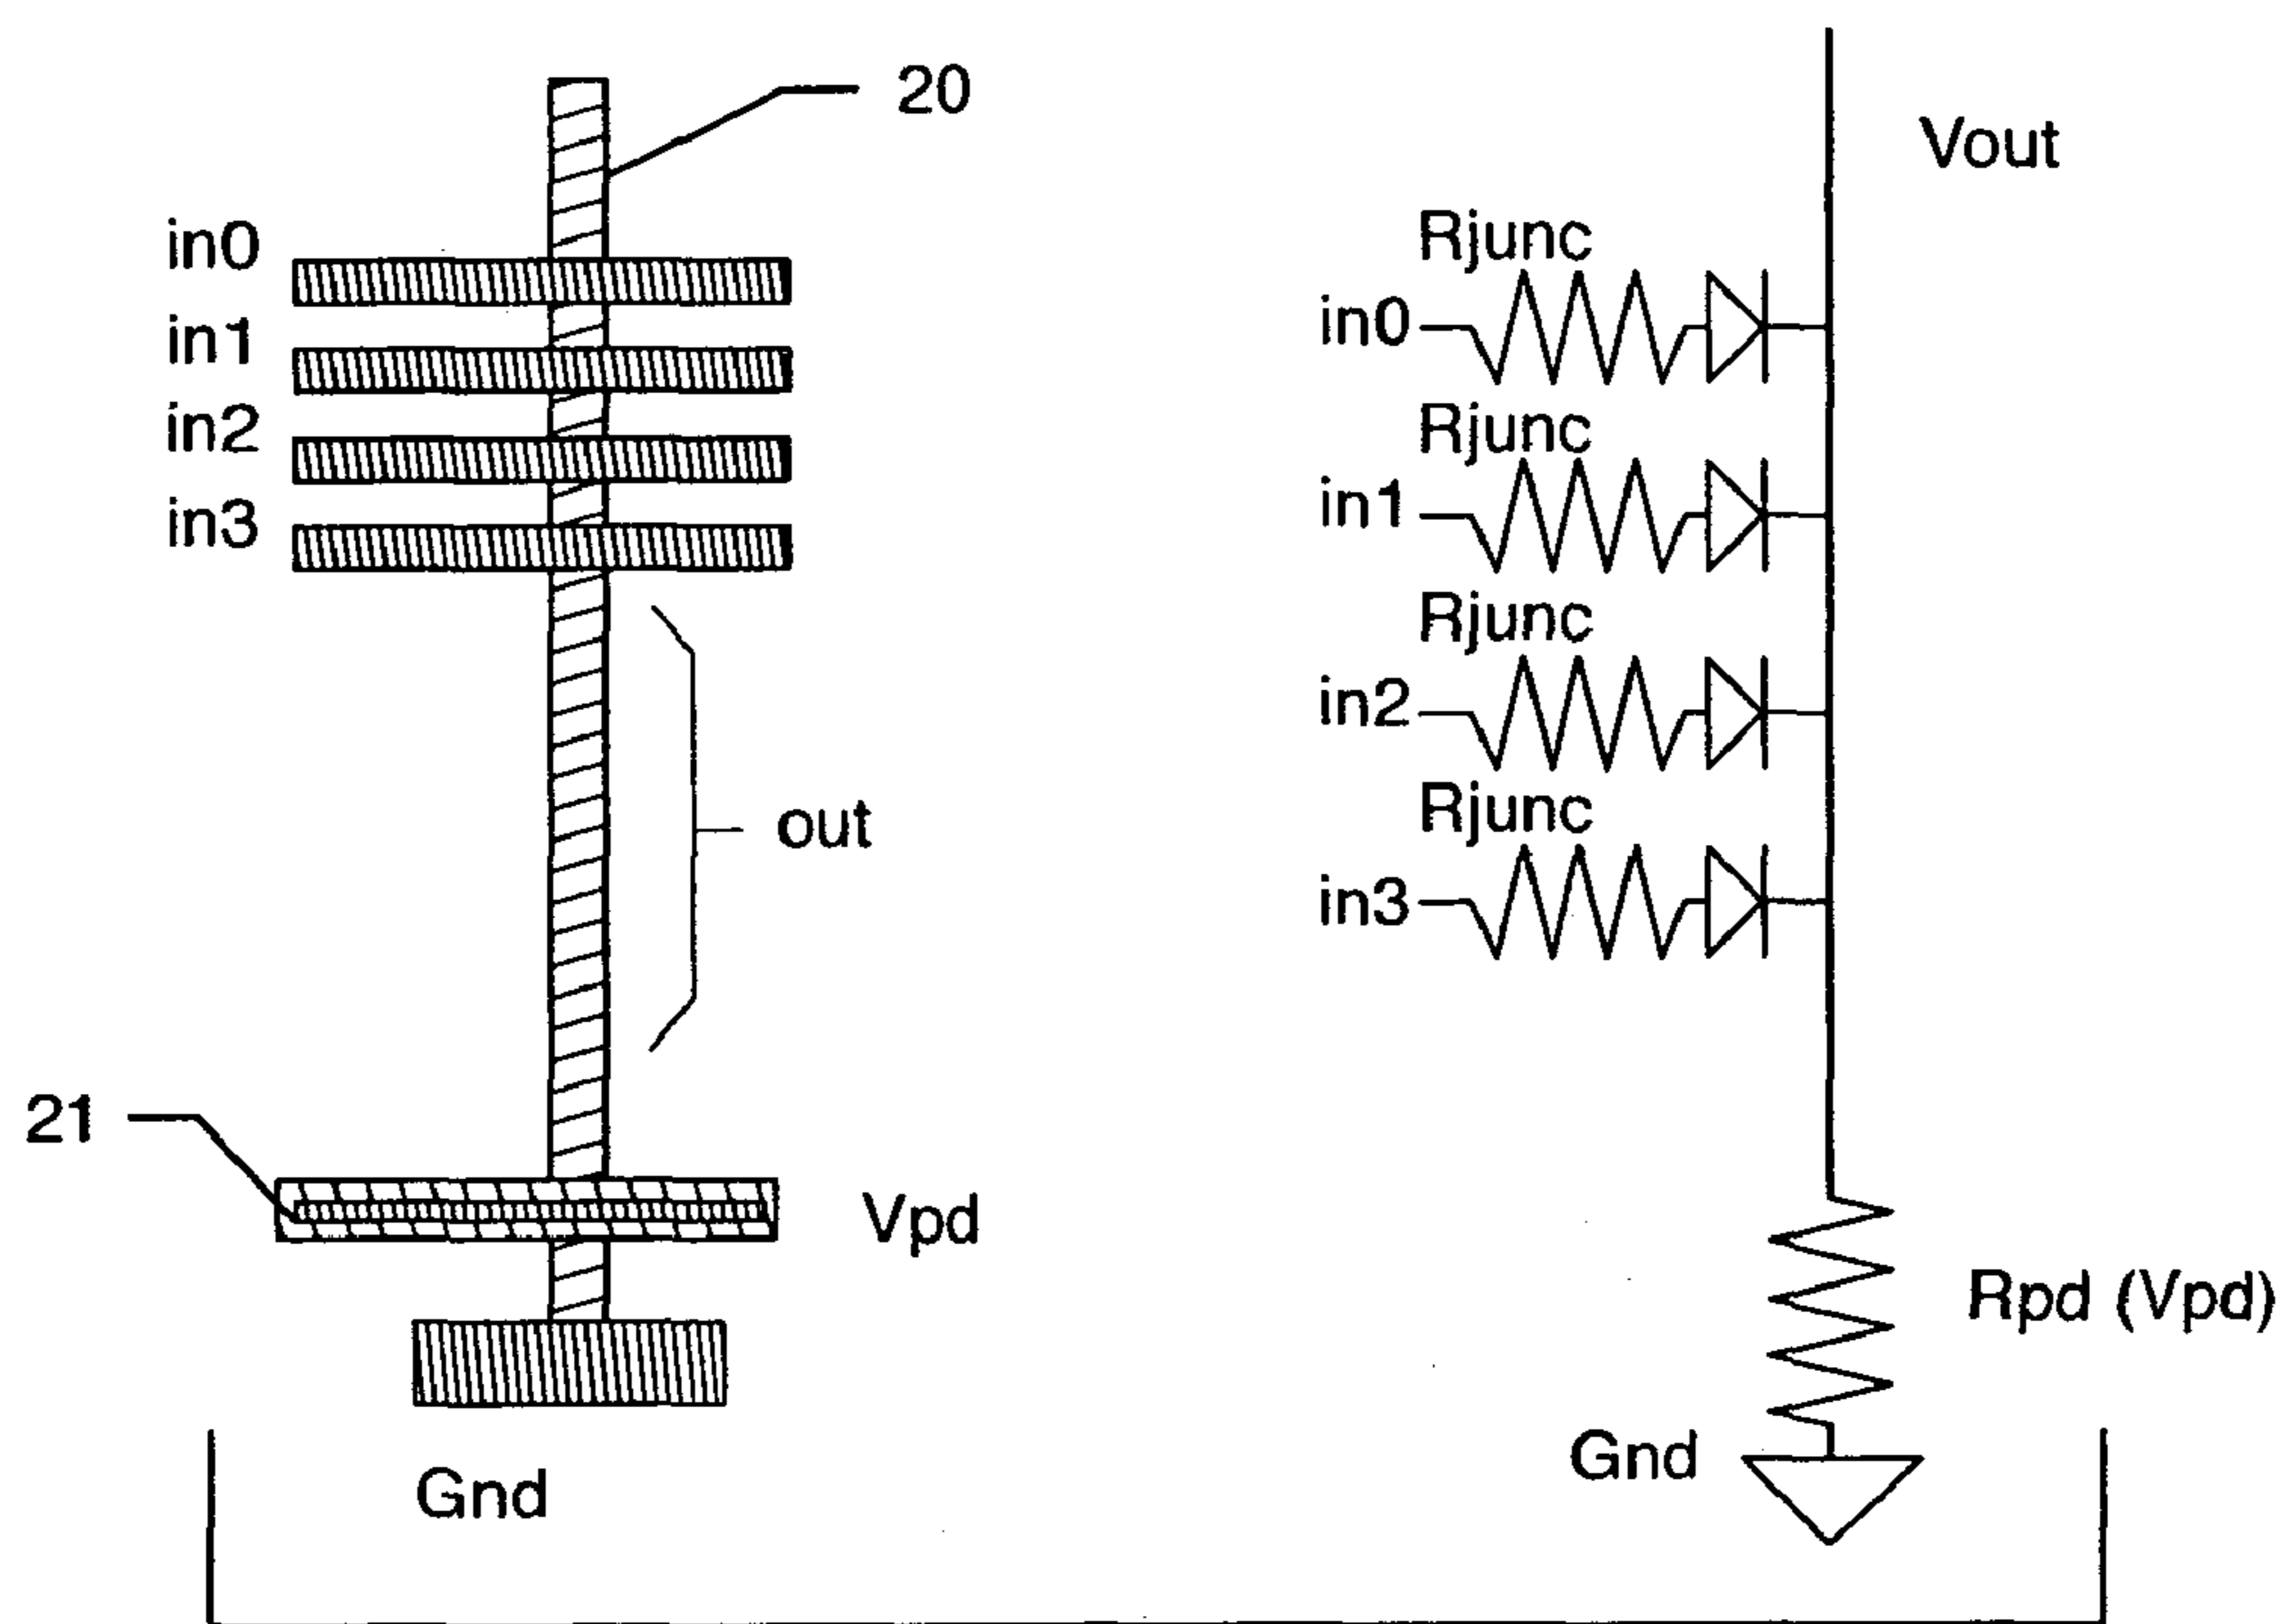 20
in0
in1
in2
in3
out
21
Vpd
Gnd
Vout
Rjunc
in0
Rjunc
in1
Rjunc
in2
Rjunc
in3
Rpd (Vpd)
Gnd